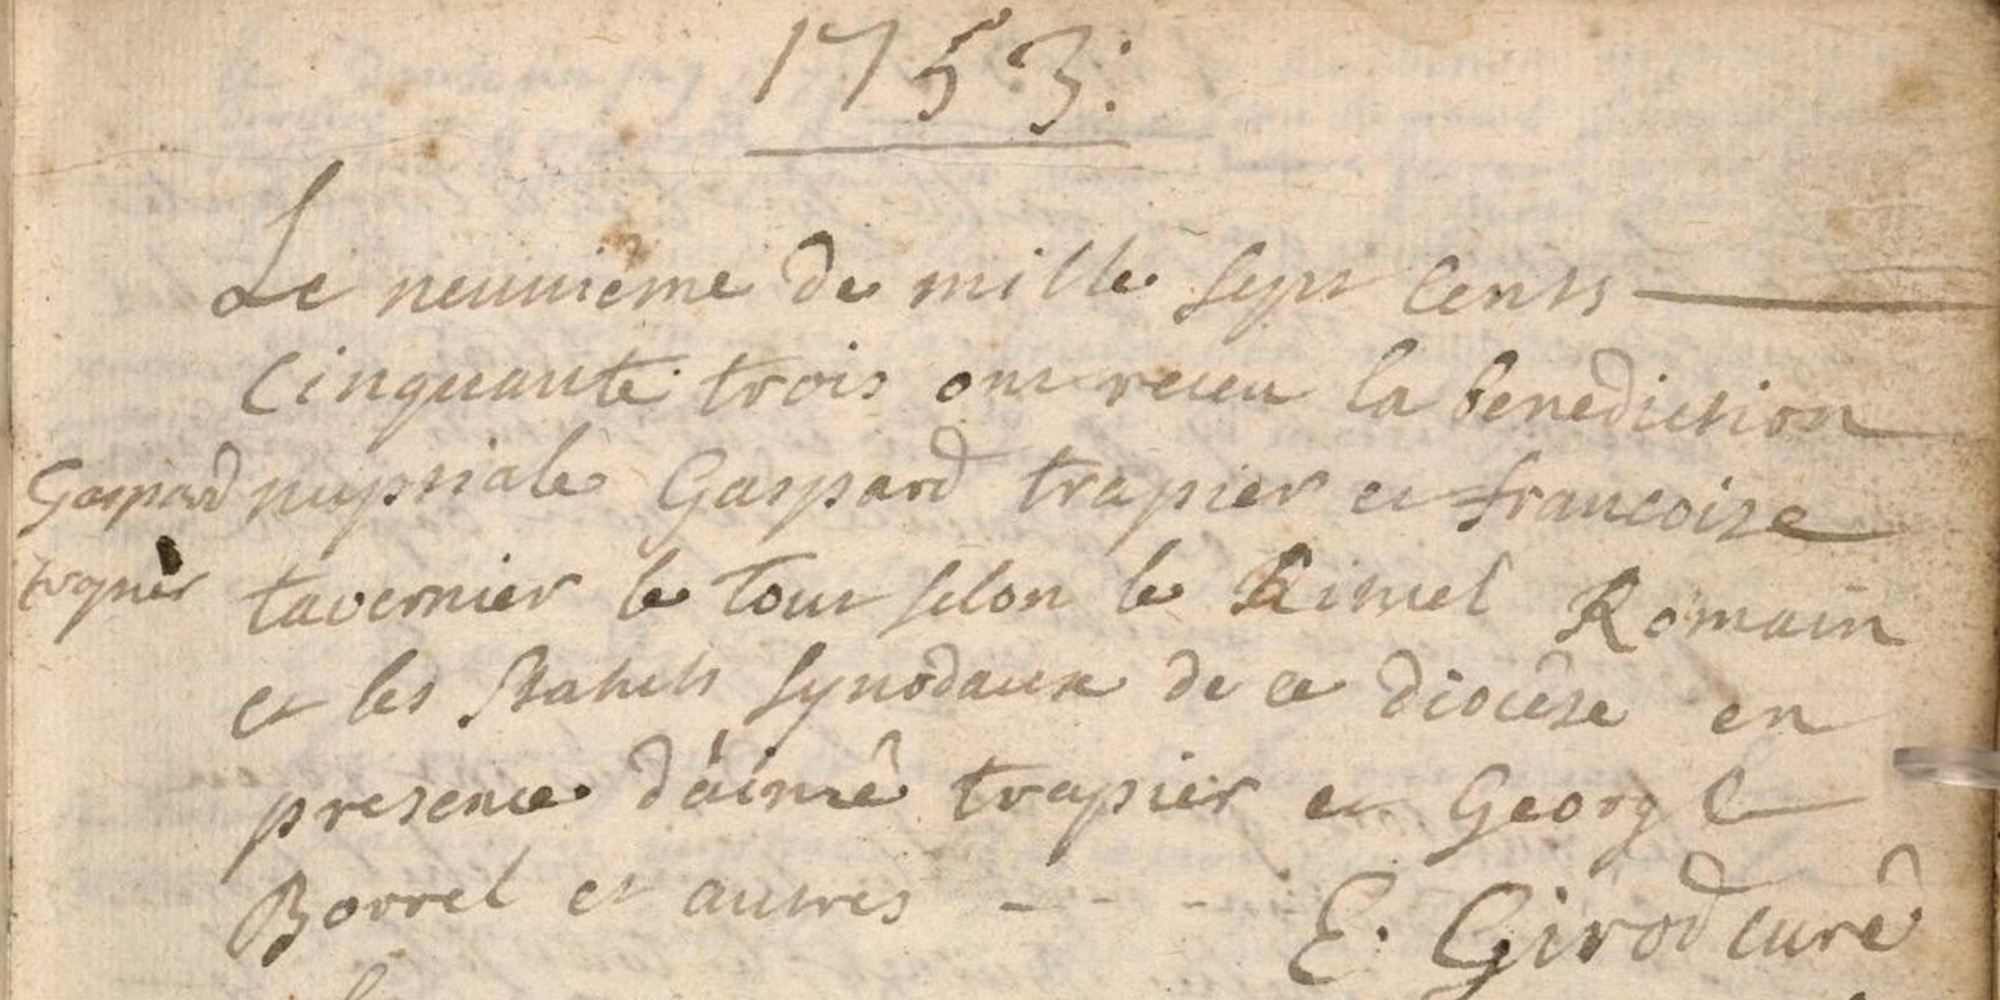 1753:
Le neuuième de mille sept cents
Cinquante trois ont receu la benediction
Gaspard
nuptiale Gaspard trapier et francoise
trapier
tavernier le tout selon le Rituel Romain
et les Statuts Synodaux de ce diocèse en
presence d'aimé trapier et George
Borrel et autres - - -
E. Girod curé